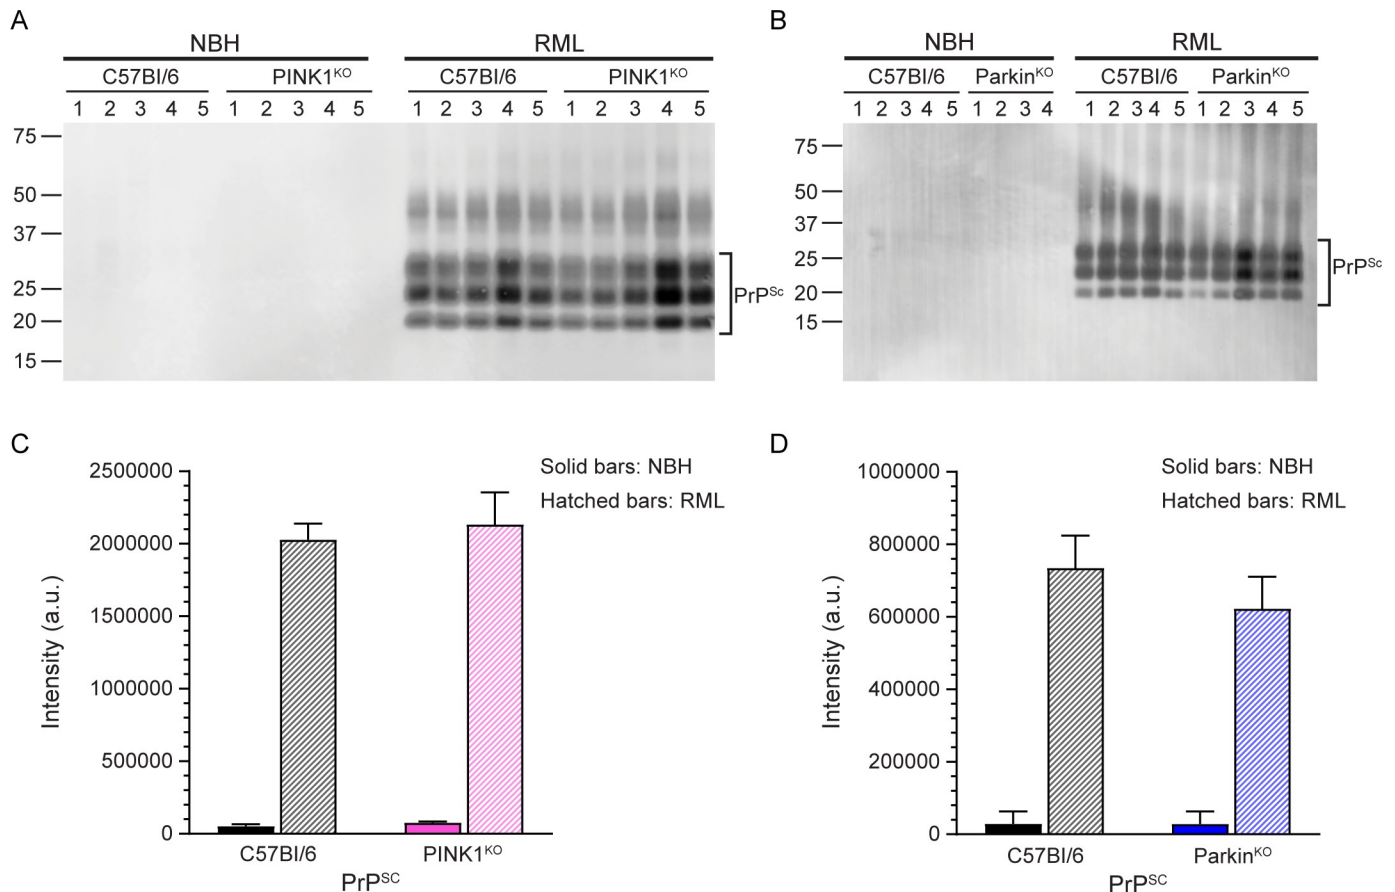 A
NBH RML
C57Bl/6 PINK1KO C57Bl/6 PINK1KO
1 2 3 4 5 1 2 3 4 5 1 2 3 4 5 1 2 3 4 5
75
50
37
25
20
15
PrPSc
B
NBH RML
C57Bl/6 ParkinKO C57Bl/6 ParkinKO
1 2 3 4 5 1 2 3 4 1 2 3 4 5 1 2 3 4 5
75
50
37
25
20
15
PrPSc
C
Solid bars: NBH
Hatched bars: RML
Intensity (a.u.)
2500000
2000000
1500000
1000000
500000
0
C57Bl/6 PINK1KO
PrPSC
D
Solid bars: NBH
Hatched bars: RML
Intensity (a.u.)
1000000
800000
600000
400000
200000
0
C57Bl/6 ParkinKO
PrPSC